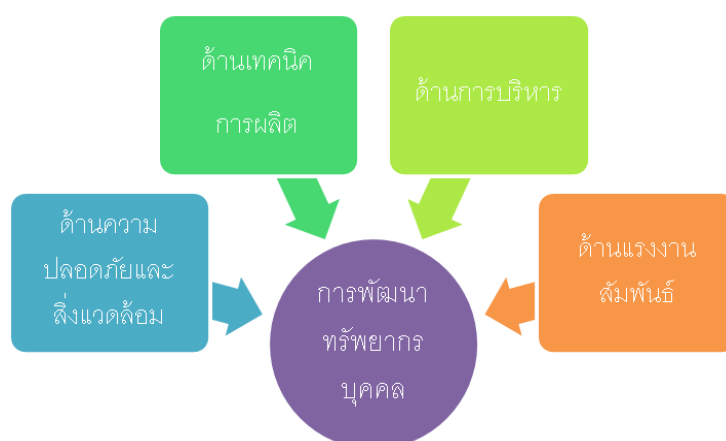 ด้านเทคนิค
การผลิต
ด้านการบริหาร
ด้านความ
ปลอดภัยและ
สิ่งแวดล้อม
ด้านแรงงาน
สัมพันธ์
การพัฒนา
ทรัพยากร
บุคคล